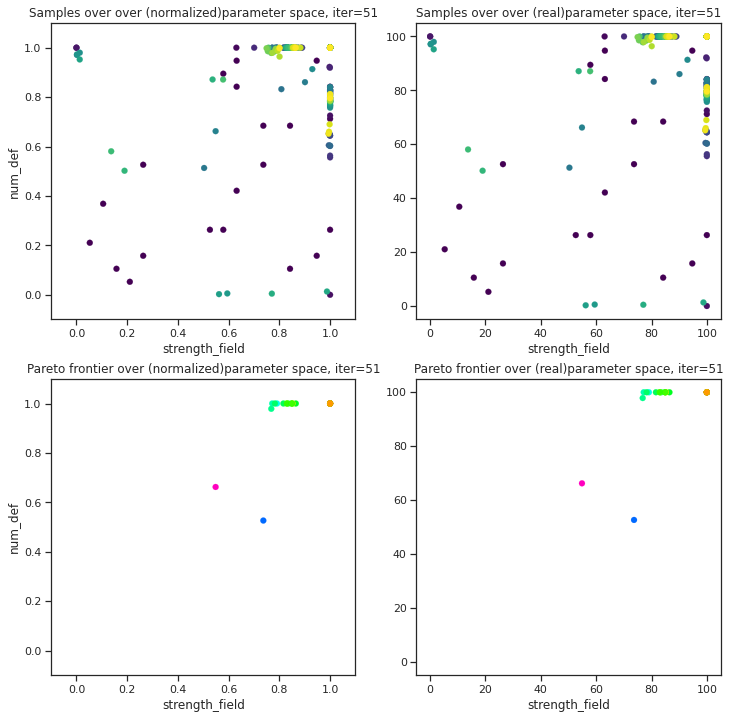 Samples over over (normalized)parameter space, iter=51
Samples over over (real)parameter space, iter=51
1.0
0.8
0.6
0.4
0.2
0.0
num_def
0.0 0.2 0.4 0.6 0.8 1.0
strength_field
100
80
60
40
20
0
0 20 40 60 80 100
strength_field
Pareto frontier over (normalized)parameter space, iter=51
Pareto frontier over (real)parameter space, iter=51
1.0
0.8
0.6
0.4
0.2
0.0
num_def
0.0 0.2 0.4 0.6 0.8 1.0
strength_field
100
80
60
40
20
0
0 20 40 60 80 100
strength_field